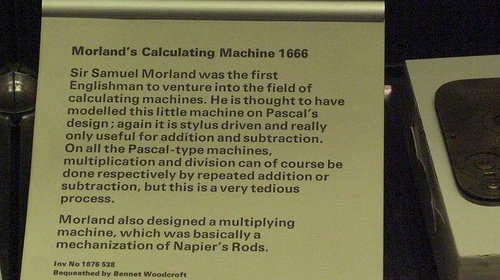 Morland's Calculating Machine 1666
Sir Samuel Morland was the first
Englishman to venture into the field of
calculating machines. He is thought to have
modelled this little machine on Pascal's
design; again it is stylus driven and really
only useful for addition and subtraction.
On all the Pascal-type machines,
multiplication and division can of course be
done respectively by repeated addition or
subtraction, but this is a very tedious
process.
Morland also designed a multiplying
machine, which was basically a
mechanization of Napier's Rods.
Inv No 1876 538
Bequeathed by Bennet Woodcroft